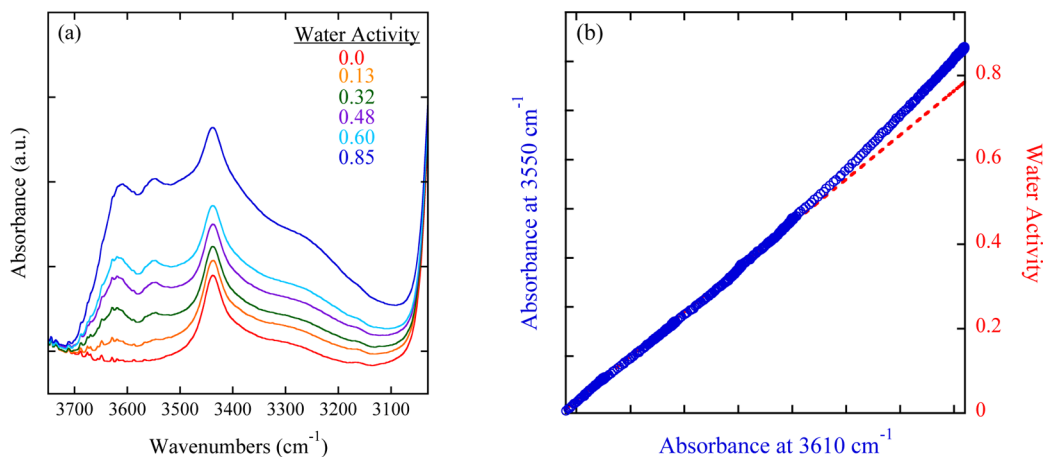 (a)
Water Activity
0.0
0.13
0.32
0.48
0.60
0.85
Absorbance (a.u.)
3700 3600 3500 3400 3300 3200 3100
Wavenumbers (cm⁻¹)
(b)
Absorbance at 3550 cm⁻¹
0.8
0.6
0.4
0.2
0
Water Activity
Absorbance at 3610 cm⁻¹